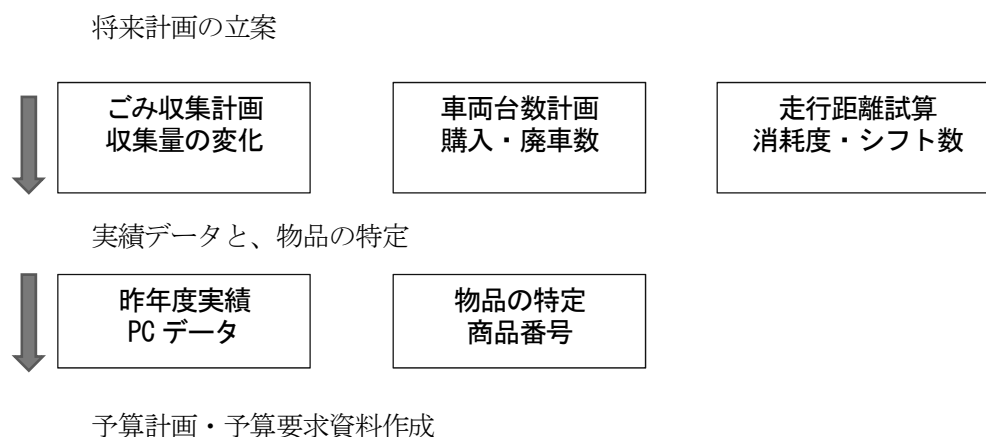 将来計画の立案
ごみ収集計画
収集量の変化
車両台数計画
購入・廃車数
走行距離試算
消耗度・シフト数
実績データと、物品の特定
昨年度実績
PC データ
物品の特定
商品番号
予算計画・予算要求資料作成